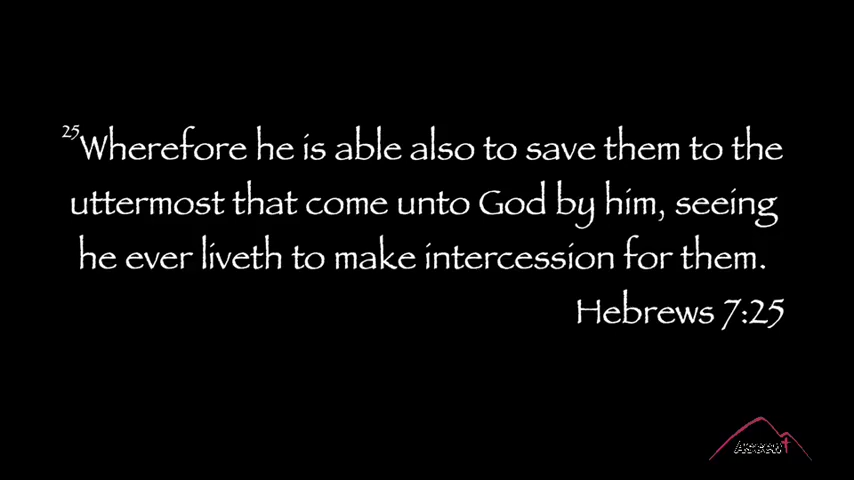 25Wherefore he is able also to save them to the
uttermost that come unto God by him, seeing
he ever liveth to make intercession for them.
Hebrews 7:25